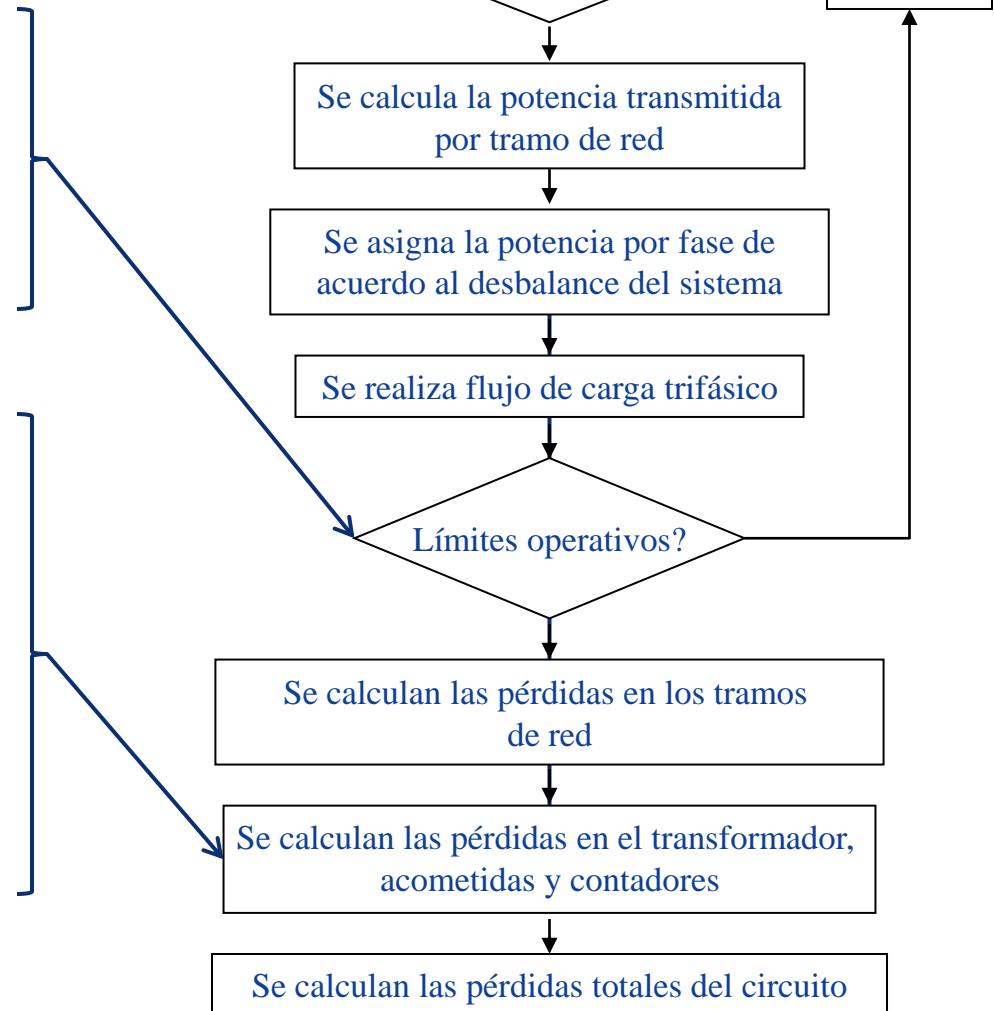 Se calcula la potencia transmitida
por tramo de red
Se asigna la potencia por fase de
acuerdo al desbalance del sistema
Se realiza flujo de carga trifásico
Límites operativos?
Se calculan las pérdidas en los tramos
de red
Se calculan las pérdidas en el transformador,
acometidas y contadores
Se calculan las pérdidas totales del circuito